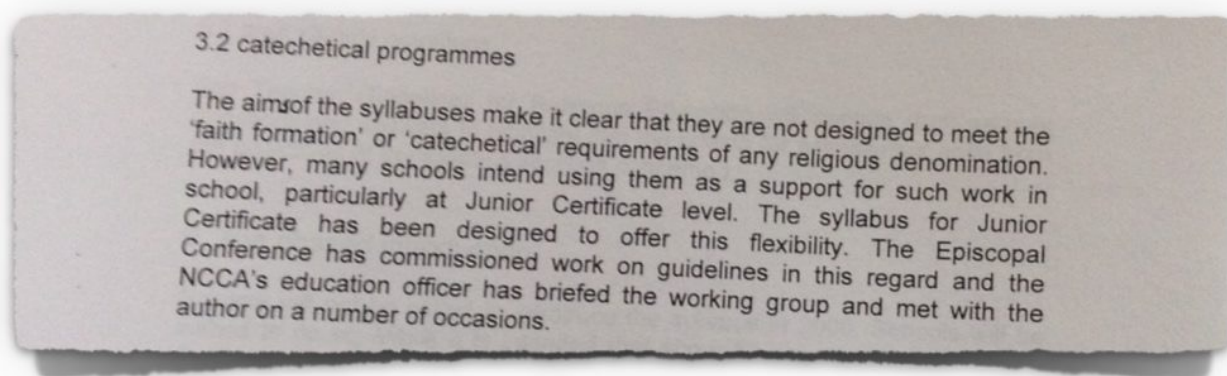 3.2 catechetical programmes
The aimsof the syllabuses make it clear that they are not designed to meet the
'faith formation' or 'catechetical' requirements of any religious denomination.
However, many schools intend using them as a support for such work in
school, particularly at Junior Certificate level. The syllabus for Junior
Certificate has been designed to offer this flexibility. The Episcopal
Conference has commissioned work on guidelines in this regard and the
NCCA's education officer has briefed the working group and met with the
author on a number of occasions.